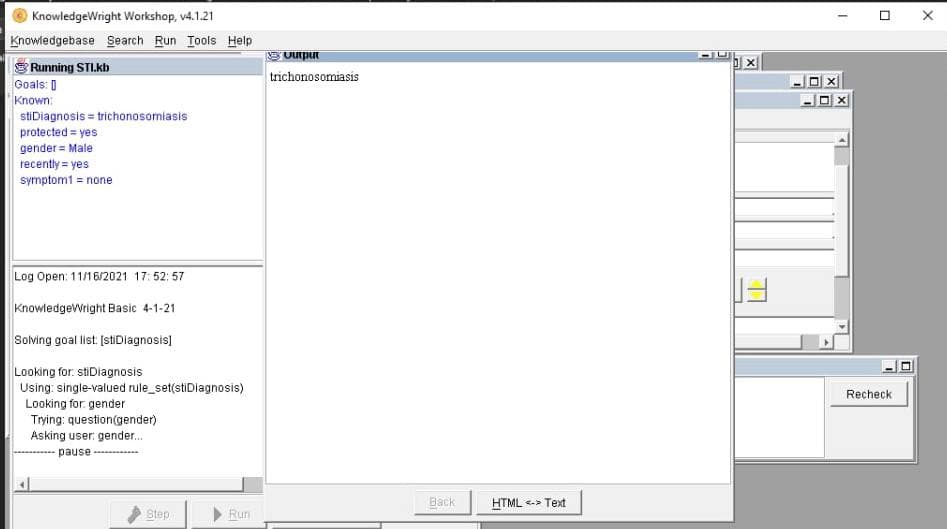 KnowledgeWright Workshop, v4.1.21
Knowledgebase Search Run Tools Help
Running STI.kb
Goals: []
Known:
stiDiagnosis = trichonosomiasis
protected = yes
gender = Male
recently = yes
symptom1 = none
Log Open: 11/16/2021 17: 52: 57
KnowledgeWright Basic 4-1-21
Solving goal list: [stiDiagnosis]
Looking for: stiDiagnosis
Using: single-valued rule_set(stiDiagnosis)
Looking for: gender
Trying: question(gender)
Asking user: gender...
----------- pause ------------
Step Run
Output
trichonosomiasis
Back HTML <-> Text
Recheck